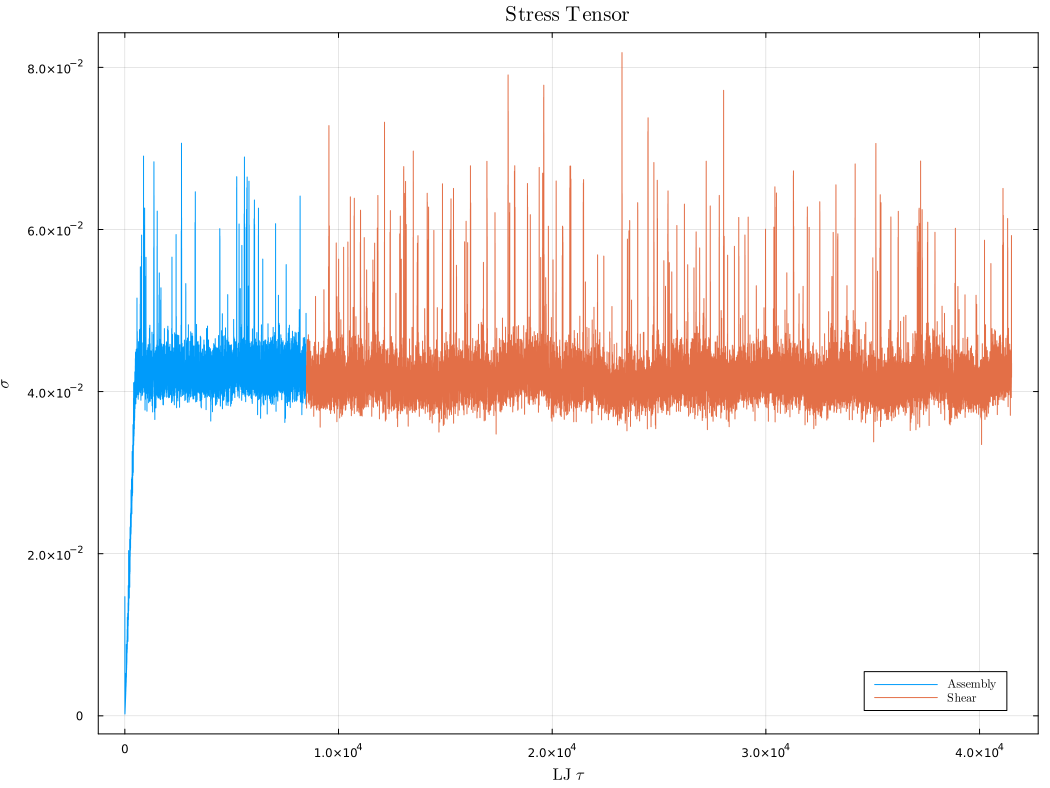 Stress Tensor
8.0×10⁻²
6.0×10⁻²
σ
4.0×10⁻²
2.0×10⁻²
0
Assembly
Shear
0 1.0×10⁴ 2.0×10⁴ 3.0×10⁴ 4.0×10⁴
LJ τ